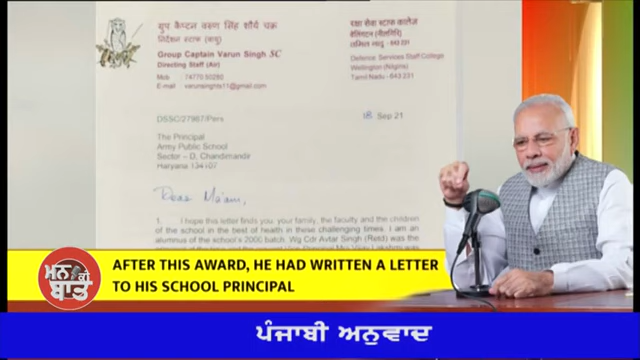 ग्रुप कैप्टन वरुण सिंह शौर्य चक्र
निर्देशन स्टाफ (वायु)
Group Captain Varun Singh SC
Directing Staff (Air)
Mob : 74770 50280
E-mail : varunsinghrs11@gmail.com
रक्षा सेवा स्टाफ कालेज
Defence Services Staff College
Wellington (Nilgiris)
Tamil Nadu - 643 231
DSSC/27987/Pers
18 Sep 21
The Principal
Army Public School
Sector – D, Chandimandir
Haryana 134107
Dear Ma'am,
1. I hope this letter finds you, your family, the faculty and the children
of the school in the best of health in these challenging times. I am an
alumnus of the school's 2000 batch. Wg Cdr Avtar Singh (Retd) was the
ਮਨ ਕੀ
ਬਾਤ
AFTER THIS AWARD, HE HAD WRITTEN A LETTER
TO HIS SCHOOL PRINCIPAL
ਪੰਜਾਬੀ ਅਨੁਵਾਦ